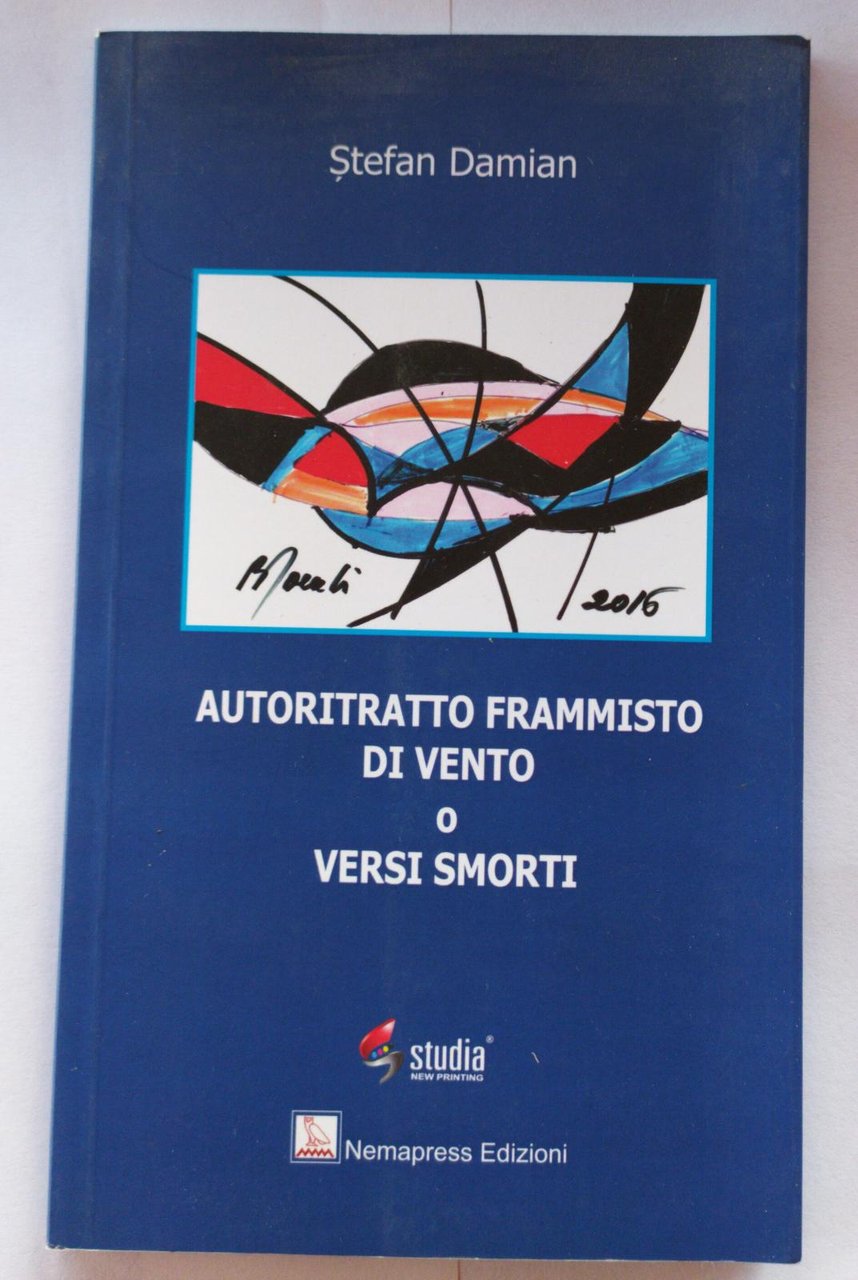 Ștefan Damian
2016
AUTORITRATTO FRAMMISTO
DI VENTO
o
VERSI SMORTI
studia®
NEW PRINTING
Nemapress Edizioni